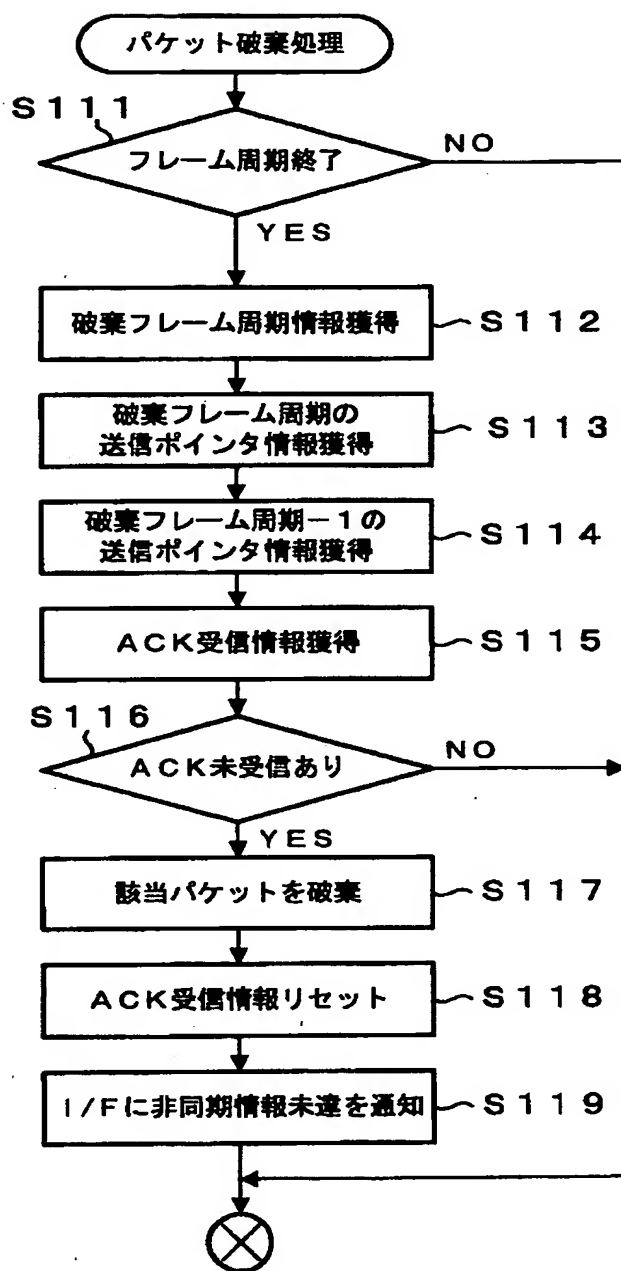 パケット破棄処理
S111
フレーム周期終了
NO
YES
破棄フレーム周期情報獲得
S112
破棄フレーム周期の
送信ポインタ情報獲得
S113
破棄フレーム周期−1の
送信ポインタ情報獲得
S114
ACK受信情報獲得
S115
S116
ACK未受信あり
NO
YES
該当パケットを破棄
S117
ACK受信情報リセット
S118
I/Fに非同期情報未達を通知
S119